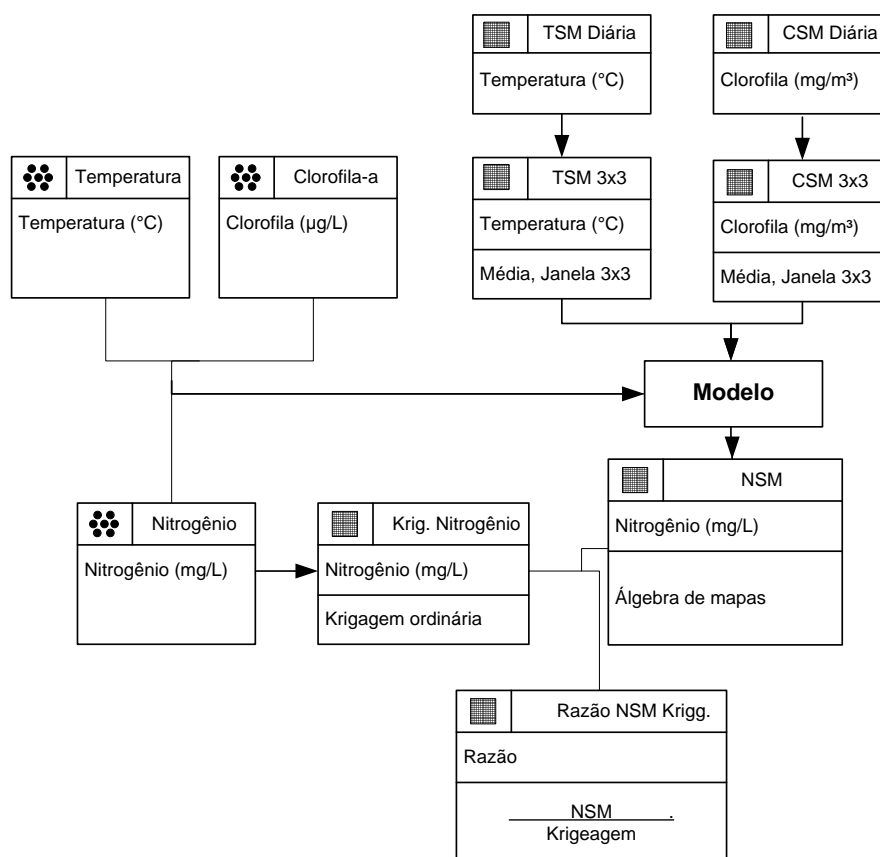 TSM Diária
Temperatura (°C)
CSM Diária
Clorofila (mg/m³)
Temperatura
Temperatura (°C)
Clorofila-a
Clorofila (µg/L)
TSM 3x3
Temperatura (°C)
Média, Janela 3x3
CSM 3x3
Clorofila (mg/m³)
Média, Janela 3x3
Modelo
NSM
Nitrogênio (mg/L)
Álgebra de mapas
Nitrogênio
Nitrogênio (mg/L)
Krig. Nitrogênio
Nitrogênio (mg/L)
Krigagem ordinária
Razão NSM Krigg.
Razão
NSM .
Krigeagem